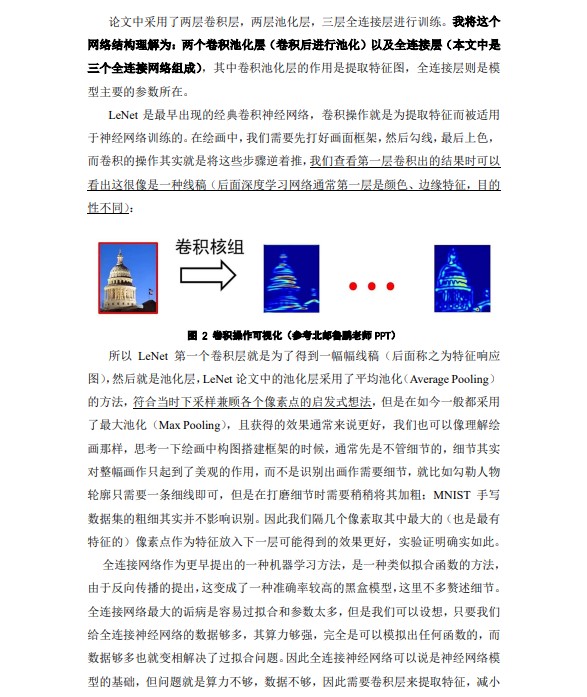 论文中采用了两层卷积层，两层池化层，三层全连接层进行训练。我将这个
网络结构理解为：两个卷积池化层（卷积后进行池化）以及全连接层（本文中是
三个全连接网络组成），其中卷积池化层的作用是提取特征图，全连接层则是模
型主要的参数所在。
LeNet 是最早出现的经典卷积神经网络，卷积操作就是为提取特征而被适用
于神经网络训练的。在绘画中，我们需要先打好画面框架，然后勾线，最后上色，
而卷积的操作其实就是将这些步骤逆着推，我们查看第一层卷积出的结果时可以
看出这很像是一种线稿（后面深度学习网络通常第一层是颜色、边缘特征，目的
性不同）：
卷积核组
图 2 卷积操作可视化（参考北邮鲁鹏老师 PPT）
所以 LeNet 第一个卷积层就是为了得到一幅幅线稿（后面称之为特征响应
图），然后就是池化层，LeNet 论文中的池化层采用了平均池化（Average Pooling）
的方法，符合当时下采样兼顾各个像素点的启发式想法，但是在如今一般都采用
了最大池化（Max Pooling），且获得的效果通常来说更好，我们也可以像理解绘
画那样，思考一下绘画中构图搭建框架的时候，通常先是不管细节的，细节其实
对整幅画作只起到了美观的作用，而不是识别出画作需要细节，就比如勾勒人物
轮廓只需要一条细线即可，但是在打磨细节时需要稍稍将其加粗；MNIST 手写
数据集的粗细其实并不影响识别。因此我们隔几个像素取其中最大的（也是最有
特征的）像素点作为特征放入下一层可能得到的效果更好，实验证明确实如此。
全连接网络作为更早提出的一种机器学习方法，是一种类似拟合函数的方法，
由于反向传播的提出，这变成了一种准确率较高的黑盒模型，这里不多赘述细节。
全连接网络最大的诟病是容易过拟合和参数太多，但是我们可以设想，只要我们
给全连接神经网络的数据够多，其算力够强，完全是可以模拟出任何函数的，而
数据够多也就变相解决了过拟合问题。因此全连接神经网络可以说是神经网络模
型的基础，但问题就是算力不够，数据不够，因此需要卷积层来提取特征，减小